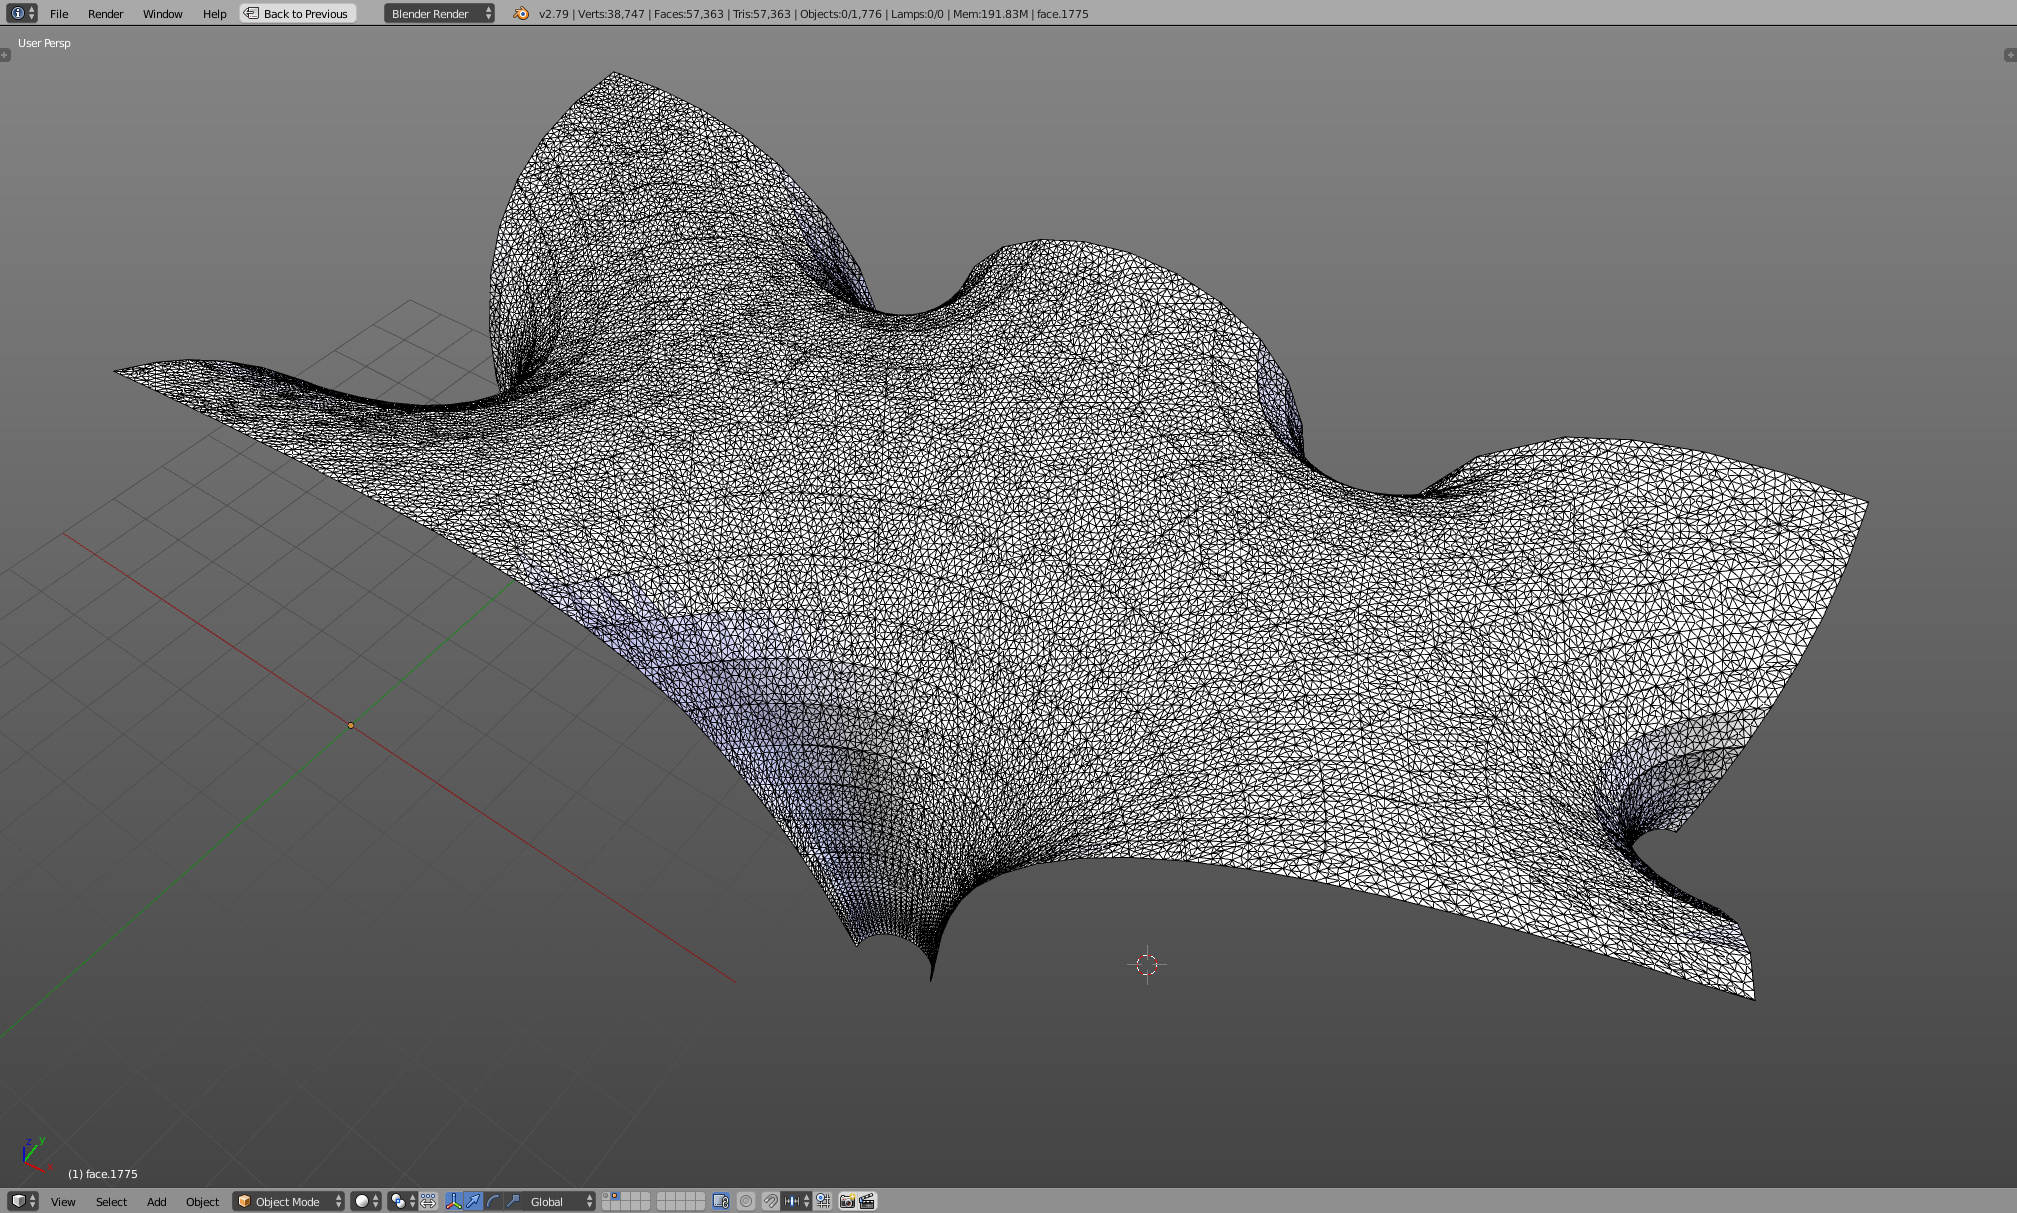 File Render Window Help Back to Previous Blender Render v2.79 | Verts:38,747 | Faces:57,363 | Tris:57,363 | Objects:0/1,776 | Lamps:0/0 | Mem:191.83M | face.1775
User Persp
z y
(1) face.1775
View Select Add Object Object Mode Global